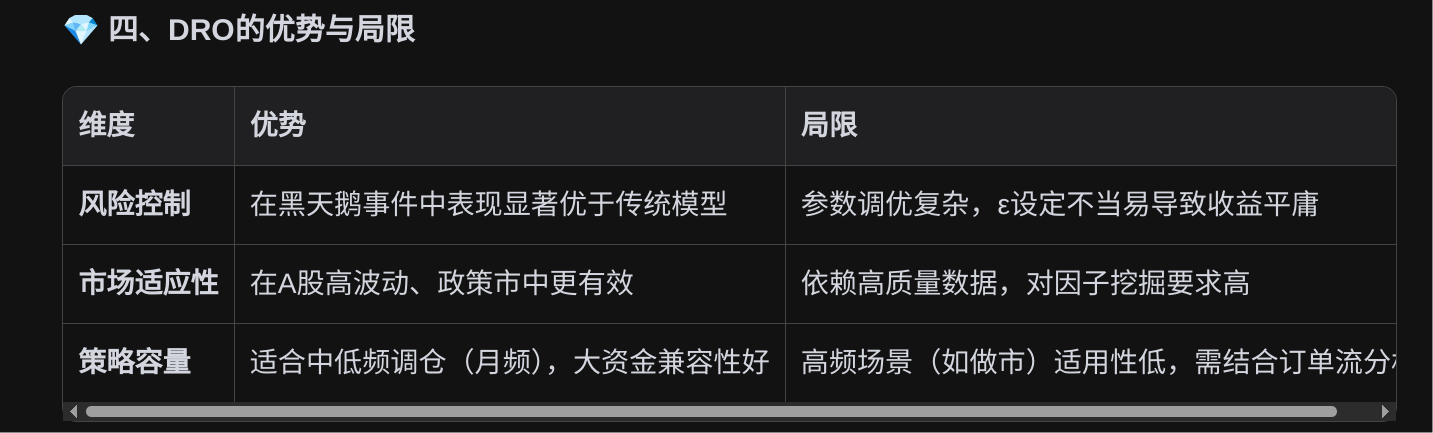 💎 四、DRO的优势与局限
维度 优势 局限
风险控制 在黑天鹅事件中表现显著优于传统模型 参数调优复杂，ε设定不当易导致收益平庸
市场适应性 在A股高波动、政策市中更有效 依赖高质量数据，对因子挖掘要求高
策略容量 适合中低频调仓（月频），大资金兼容性好 高频场景（如做市）适用性低，需结合订单流分